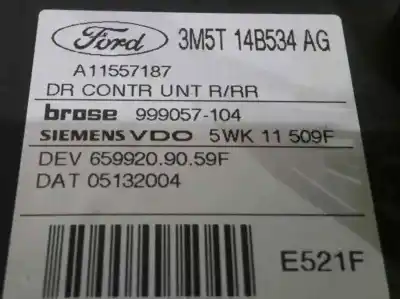 Ford 3M5T 14B534 AG
A11557187
DR CONTR UNT R/RR
brose 999057-104
SIEMENS VDO 5WK 11 509F
DEV 659920.90.59F
DAT 05132004
E521F